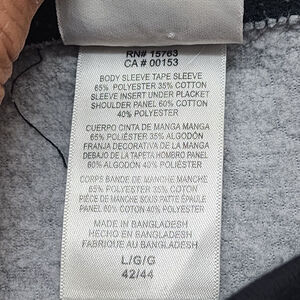 RN# 15763
CA # 00153
BODY SLEEVE TAPE SLEEVE
65% POLYESTER 35% COTTON
SLEEVE INSERT UNDER PLACKET
SHOULDER PANEL 60% COTTON
40% POLYESTER
CUERPO CINTA DE MANGA MANGA
65% POLIÉSTER 35% ALGODÓN
FRANJA DECORATIVA DE LA MANGA
DEBAJO DE LA TAPETA HOMBRO PANEL
60% ALGODÓN 40% POLIÉSTER
CORPS BANDE DE MANCHE MANCHE
65% POLYESTER 35% COTON
PIÈCE DE MANCHE SOUS PATTE ÉPAULE
PANEL 60% COTON 40% POLYESTER
MADE IN BANGLADESH
HECHO EN BANGLADESH
FABRIQUÉ AU BANGLADESH
L/G/G
42/44